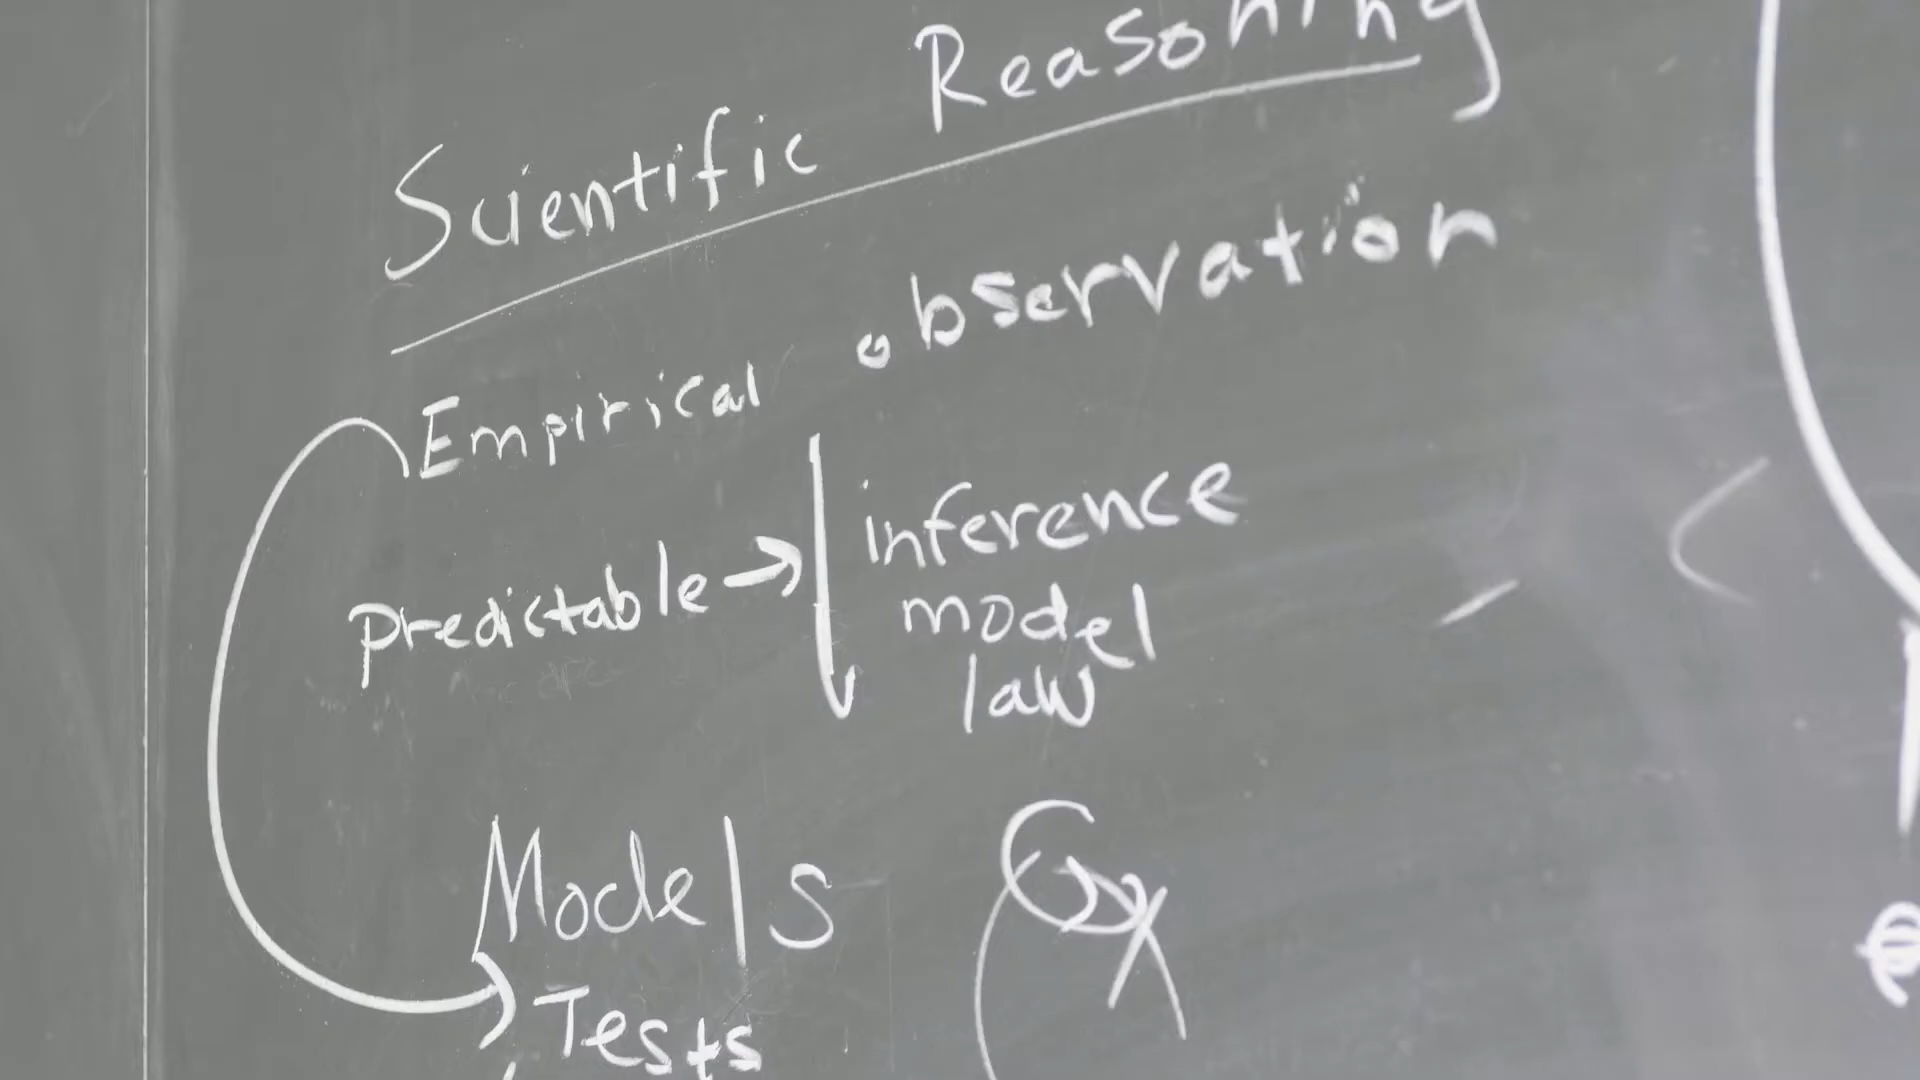 Scientific Reasoning
Empirical observation
Predictable → inference
model
law
Models
Tests